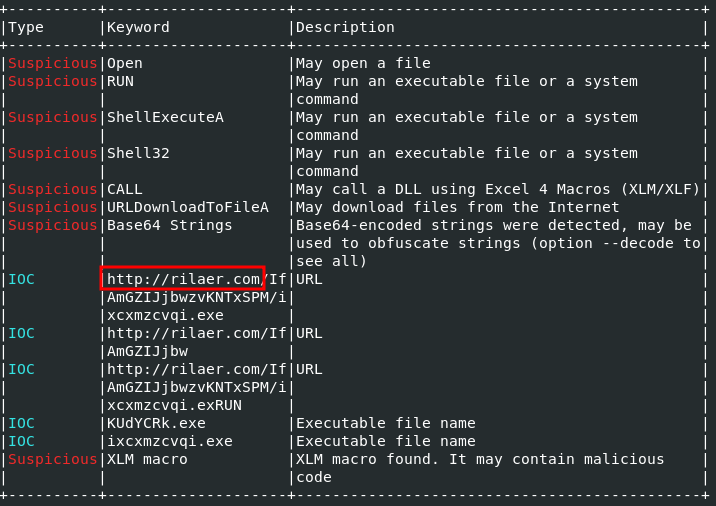 +----------+--------------------+---------------------------------------------+
|Type      |Keyword             |Description                                  |
+----------+--------------------+---------------------------------------------+
|Suspicious|Open                |May open a file                              |
|Suspicious|RUN                 |May run an executable file or a system       |
|          |                    |command                                      |
|Suspicious|ShellExecuteA       |May run an executable file or a system       |
|          |                    |command                                      |
|Suspicious|Shell32             |May run an executable file or a system       |
|          |                    |command                                      |
|Suspicious|CALL                |May call a DLL using Excel 4 Macros (XLM/XLF)|
|Suspicious|URLDownloadToFileA  |May download files from the Internet         |
|Suspicious|Base64 Strings      |Base64-encoded strings were detected, may be |
|          |                    |used to obfuscate strings (option --decode to|
|          |                    |see all)                                     |
|IOC       |http://rilaer.com/If|URL                                          |
|          |AmGZIJjbwzvKNTxSPM/i|                                             |
|          |xcxmzcvqi.exe       |                                             |
|IOC       |http://rilaer.com/If|URL                                          |
|          |AmGZIJjbw           |                                             |
|IOC       |http://rilaer.com/If|URL                                          |
|          |AmGZIJjbwzvKNTxSPM/i|                                             |
|          |xcxmzcvqi.exRUN     |                                             |
|IOC       |KUdYCRk.exe         |Executable file name                         |
|IOC       |ixcxmzcvqi.exe      |Executable file name                         |
|Suspicious|XLM macro           |XLM macro found. It may contain malicious    |
|          |                    |code                                         |
+----------+--------------------+---------------------------------------------+